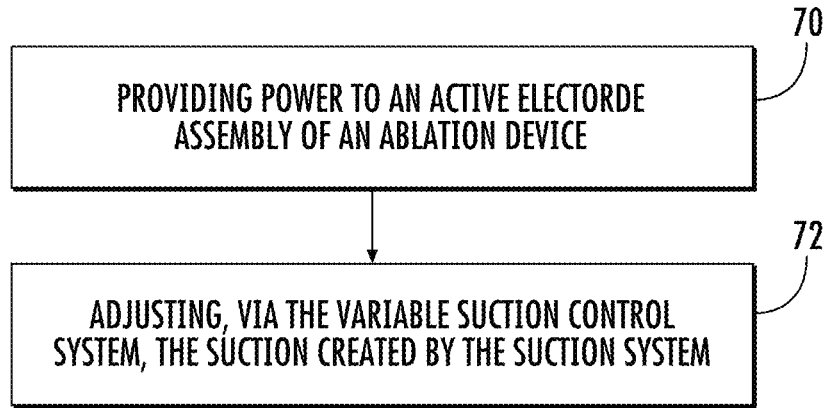 70
PROVIDING POWER TO AN ACTIVE ELECTORDE
ASSEMBLY OF AN ABLATION DEVICE
72
ADJUSTING, VIA THE VARIABLE SUCTION CONTROL
SYSTEM, THE SUCTION CREATED BY THE SUCTION SYSTEM